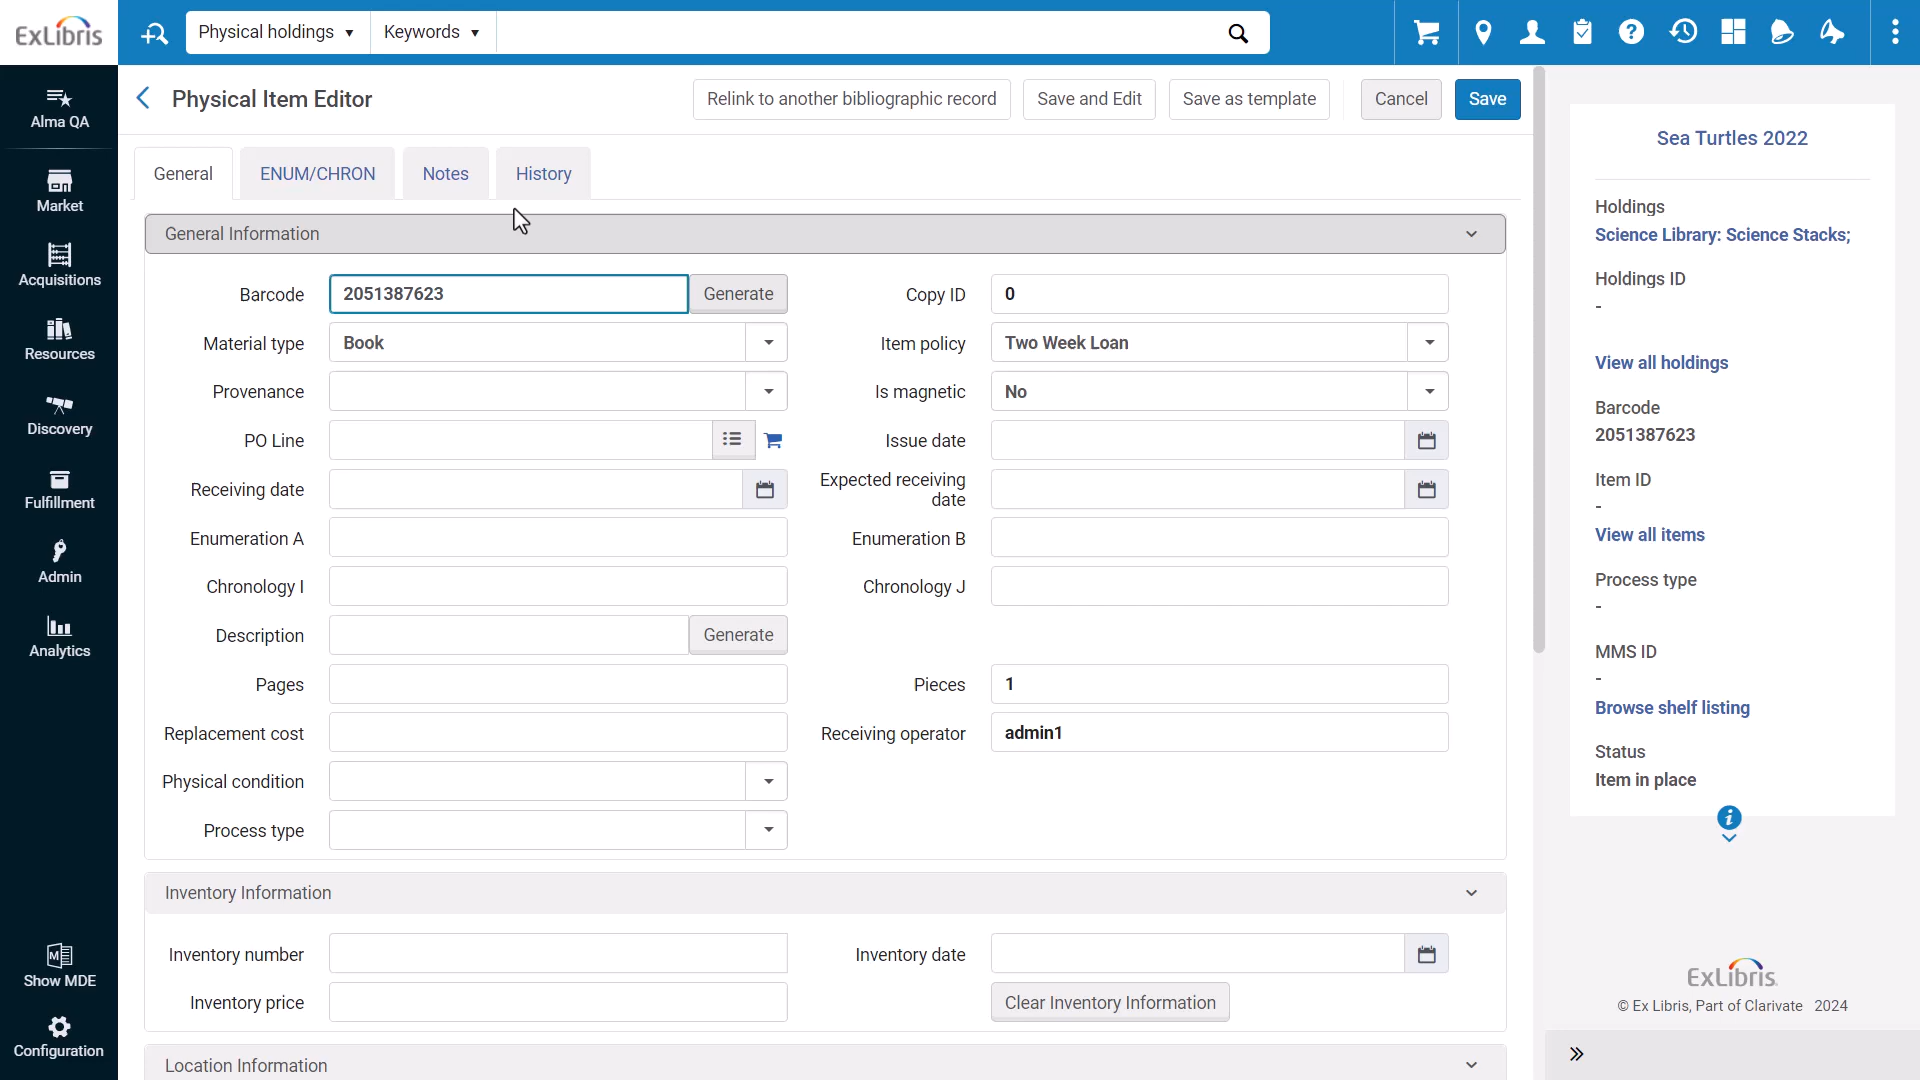 ExLibris
Physical holdings
Keywords
Alma QA
Market
Acquisitions
Resources
Discovery
Fulfillment
Admin
Analytics
Show MDE
Configuration
Physical Item Editor
Relink to another bibliographic record
Save and Edit
Save as template
Cancel
Save
General
ENUM/CHRON
Notes
History
General Information
Barcode
2051387623
Generate
Copy ID
0
Material type
Book
Item policy
Two Week Loan
Provenance
Is magnetic
No
PO Line
Issue date
Receiving date
Expected receiving
date
Enumeration A
Enumeration B
Chronology I
Chronology J
Description
Generate
Pages
Pieces
1
Replacement cost
Receiving operator
admin1
Physical condition
Process type
Inventory Information
Inventory number
Inventory date
Inventory price
Clear Inventory Information
Location Information
Sea Turtles 2022
Holdings
Science Library: Science Stacks;
Holdings ID
-
View all holdings
Barcode
2051387623
Item ID
-
View all items
Process type
-
MMS ID
-
Browse shelf listing
Status
Item in place
ExLibris
© Ex Libris, Part of Clarivate 2024